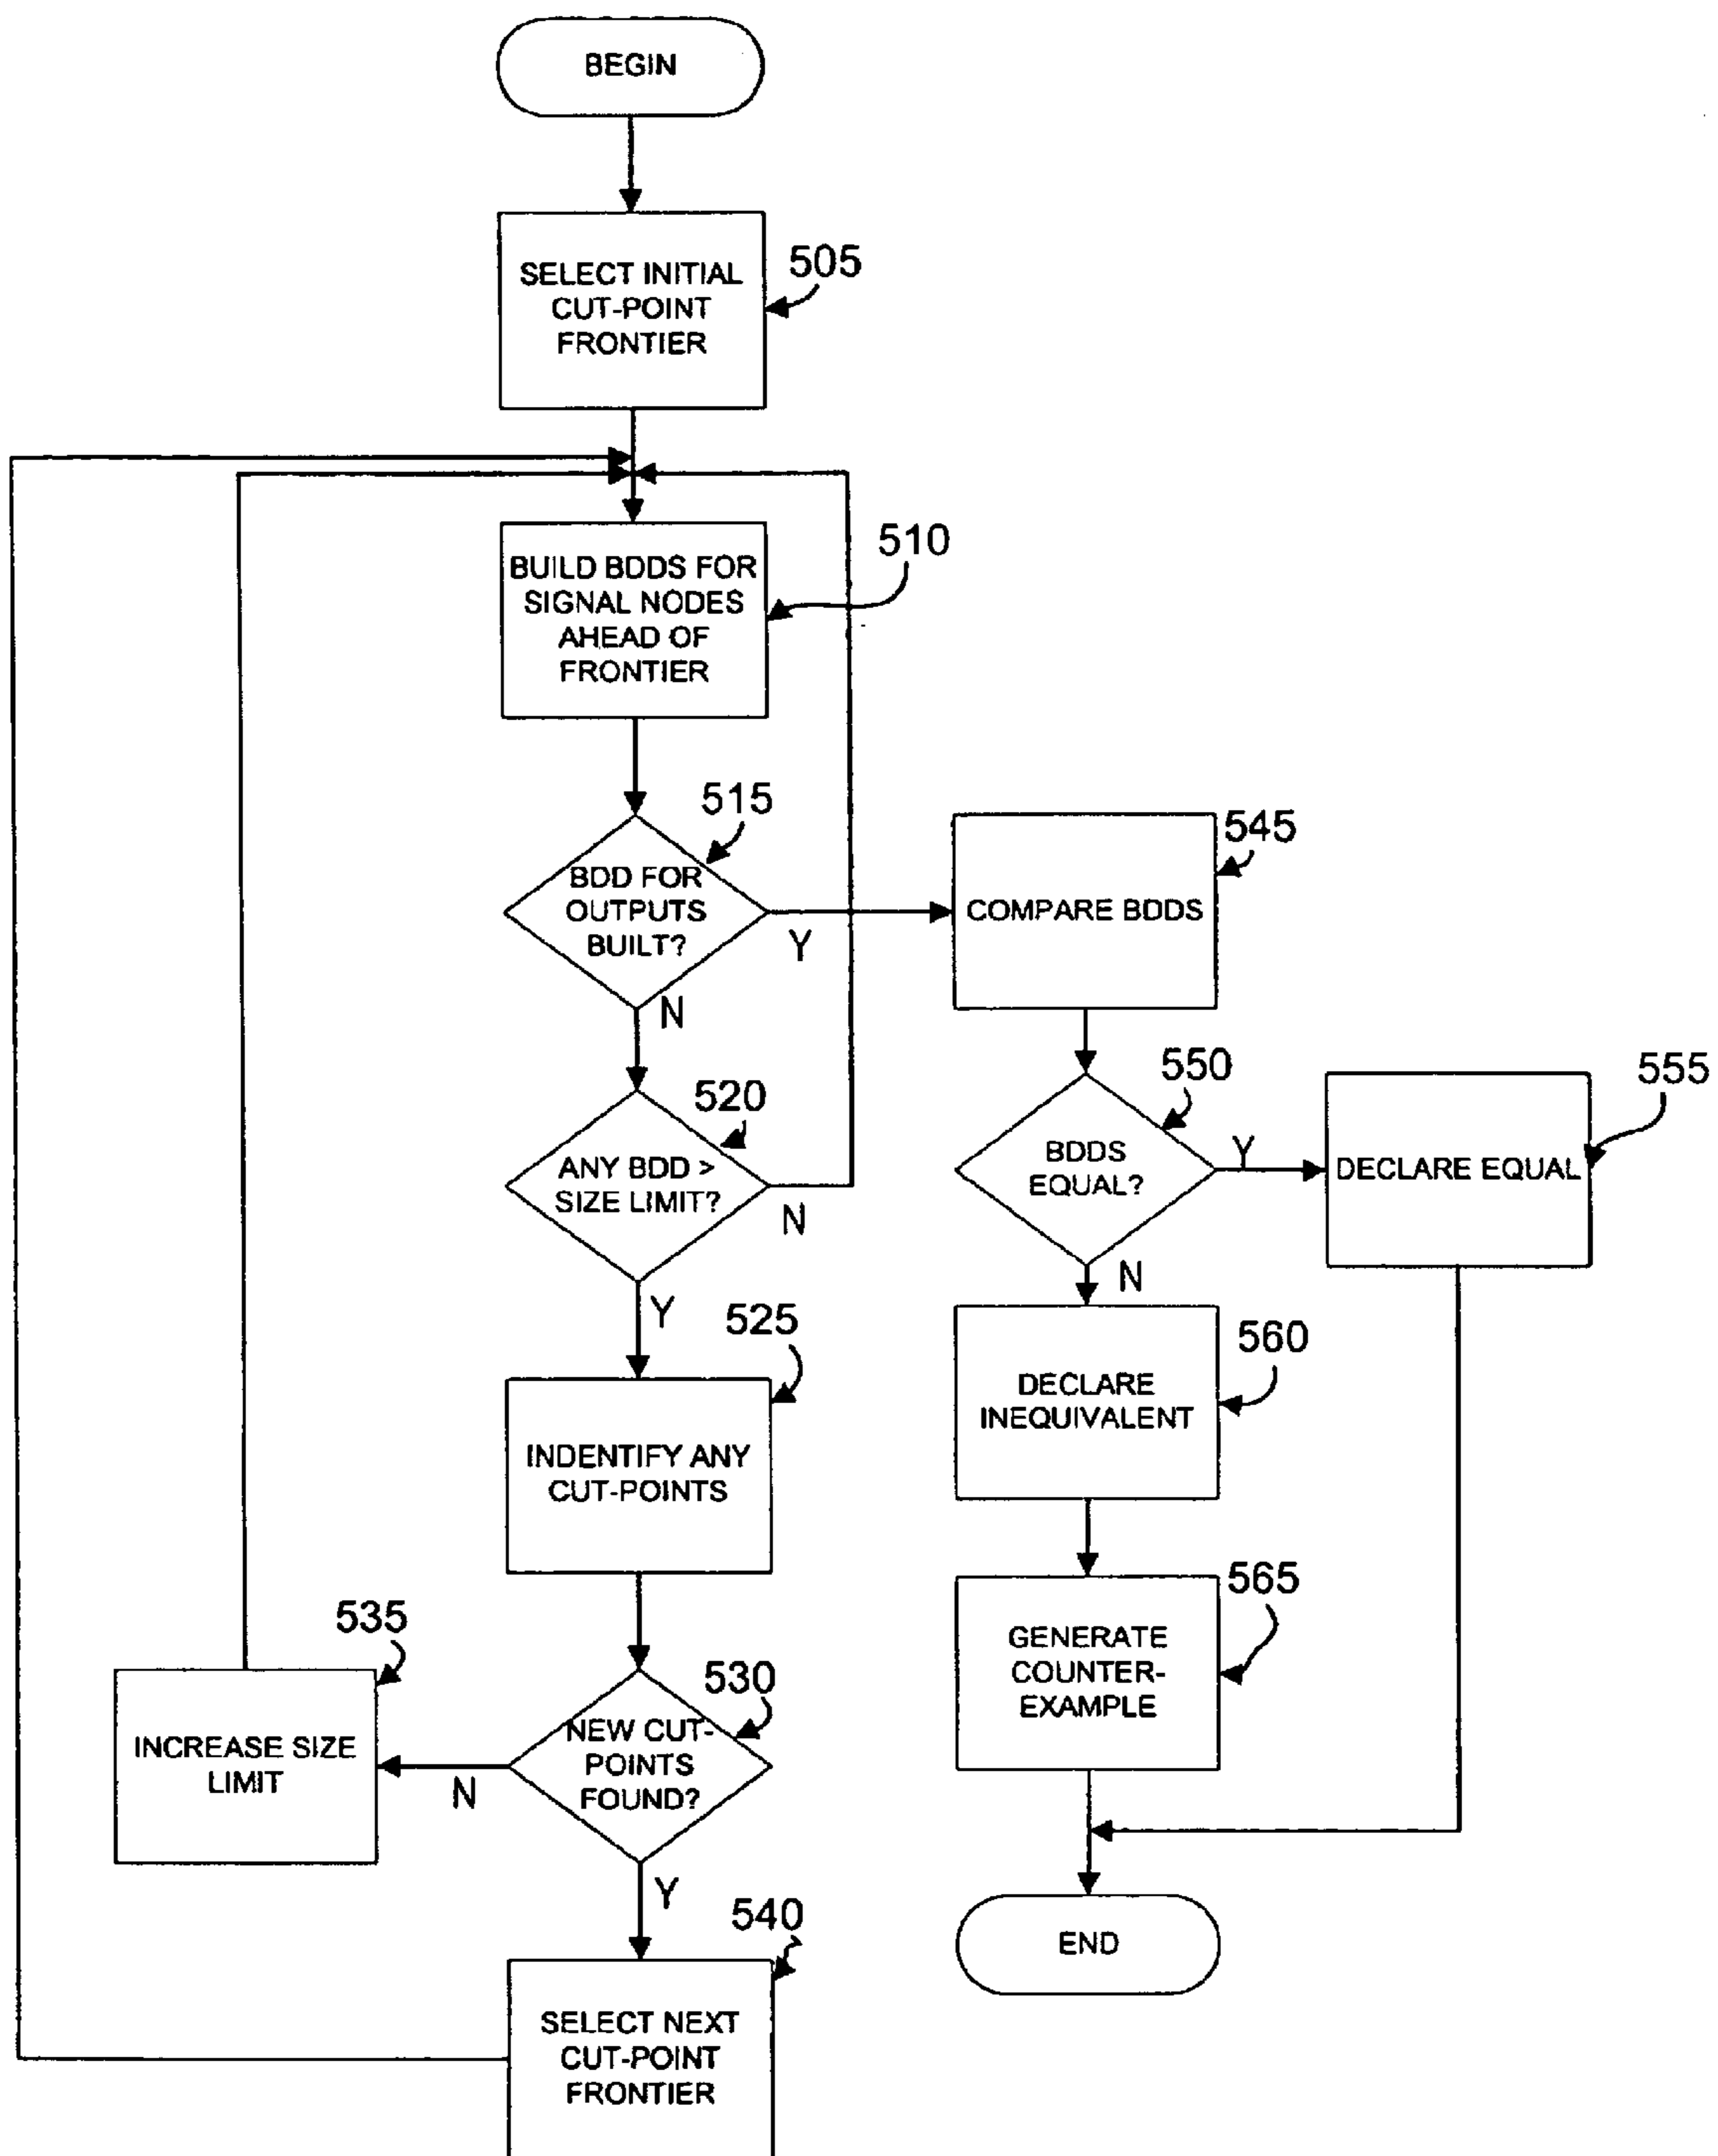 BEGIN
SELECT INITIAL
CUT-POINT
FRONTIER
505
BUILD BDDS FOR
SIGNAL NODES
AHEAD OF
FRONTIER
510
BDD FOR
OUTPUTS
BUILT?
515
Y
N
ANY BDD >
SIZE LIMIT?
520
N
Y
INDENTIFY ANY
CUT-POINTS
525
NEW CUT-
POINTS
FOUND?
530
N
Y
INCREASE SIZE
LIMIT
535
SELECT NEXT
CUT-POINT
FRONTIER
540
COMPARE BDDS
545
BDDS
EQUAL?
550
Y
N
DECLARE EQUAL
555
DECLARE
INEQUIVALENT
560
GENERATE
COUNTER-
EXAMPLE
565
END